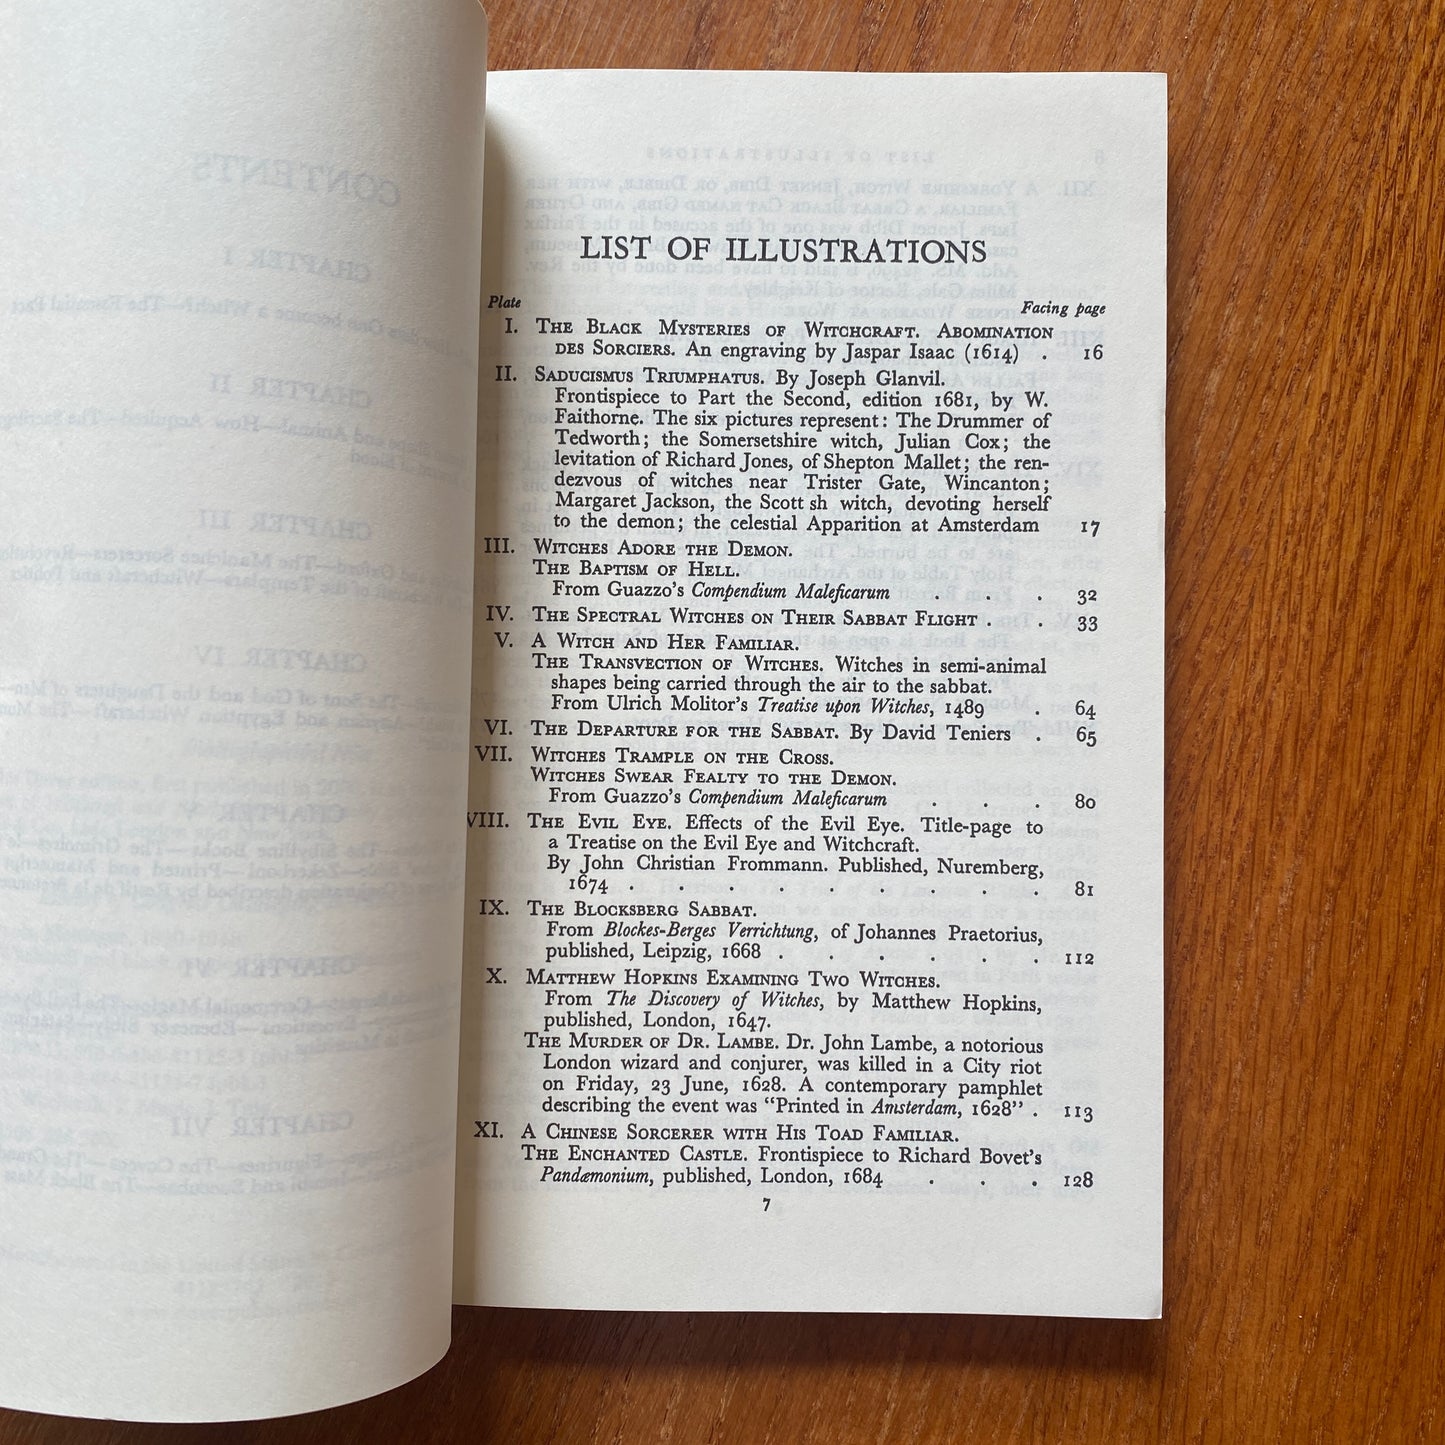 LIST OF ILLUSTRATIONS
Plate Facing page
I. THE BLACK MYSTERIES OF WITCHCRAFT. ABOMINATION
DES SORCIERS. An engraving by Jaspar Isaac (1614) . 16
II. SADUCISMUS TRIUMPHATUS. By Joseph Glanvil.
Frontispiece to Part the Second, edition 1681, by W.
Faithorne. The six pictures represent: The Drummer of
Tedworth; the Somersetshire witch, Julian Cox; the
levitation of Richard Jones, of Shepton Mallet; the ren-
dezvous of witches near Trister Gate, Wincanton;
Margaret Jackson, the Scott sh witch, devoting herself
to the demon; the celestial Apparition at Amsterdam 17
III. WITCHES ADORE THE DEMON.
THE BAPTISM OF HELL.
From Guazzo's Compendium Maleficarum . . 32
IV. THE SPECTRAL WITCHES ON THEIR SABBAT FLIGHT . . 33
V. A WITCH AND HER FAMILIAR.
THE TRANSVECTION OF WITCHES. Witches in semi-animal
shapes being carried through the air to the sabbat.
From Ulrich Molitor's Treatise upon Witches, 1489 . 64
VI. THE DEPARTURE FOR THE SABBAT. By David Teniers . 65
VII. WITCHES TRAMPLE ON THE CROSS.
WITCHES SWEAR FEALTY TO THE DEMON.
From Guazzo's Compendium Maleficarum . . . 80
VIII. THE EVIL EYE. Effects of the Evil Eye. Title-page to
a Treatise on the Evil Eye and Witchcraft.
By John Christian Frommann. Published, Nuremberg,
1674 . . . . . . . . . 81
IX. THE BLOCKSBERG SABBAT.
From Blockes-Berges Verrichtung, of Johannes Praetorius,
published, Leipzig, 1668 . . . . . . 112
X. MATTHEW HOPKINS EXAMINING TWO WITCHES.
From The Discovery of Witches, by Matthew Hopkins,
published, London, 1647.
THE MURDER OF DR. LAMBE. Dr. John Lambe, a notorious
London wizard and conjurer, was killed in a City riot
on Friday, 23 June, 1628. A contemporary pamphlet
describing the event was "Printed in Amsterdam, 1628" . 113
XI. A CHINESE SORCERER WITH HIS TOAD FAMILIAR.
THE ENCHANTED CASTLE. Frontispiece to Richard Bovet's
Pandæmonium, published, London, 1684 . . . 128
7